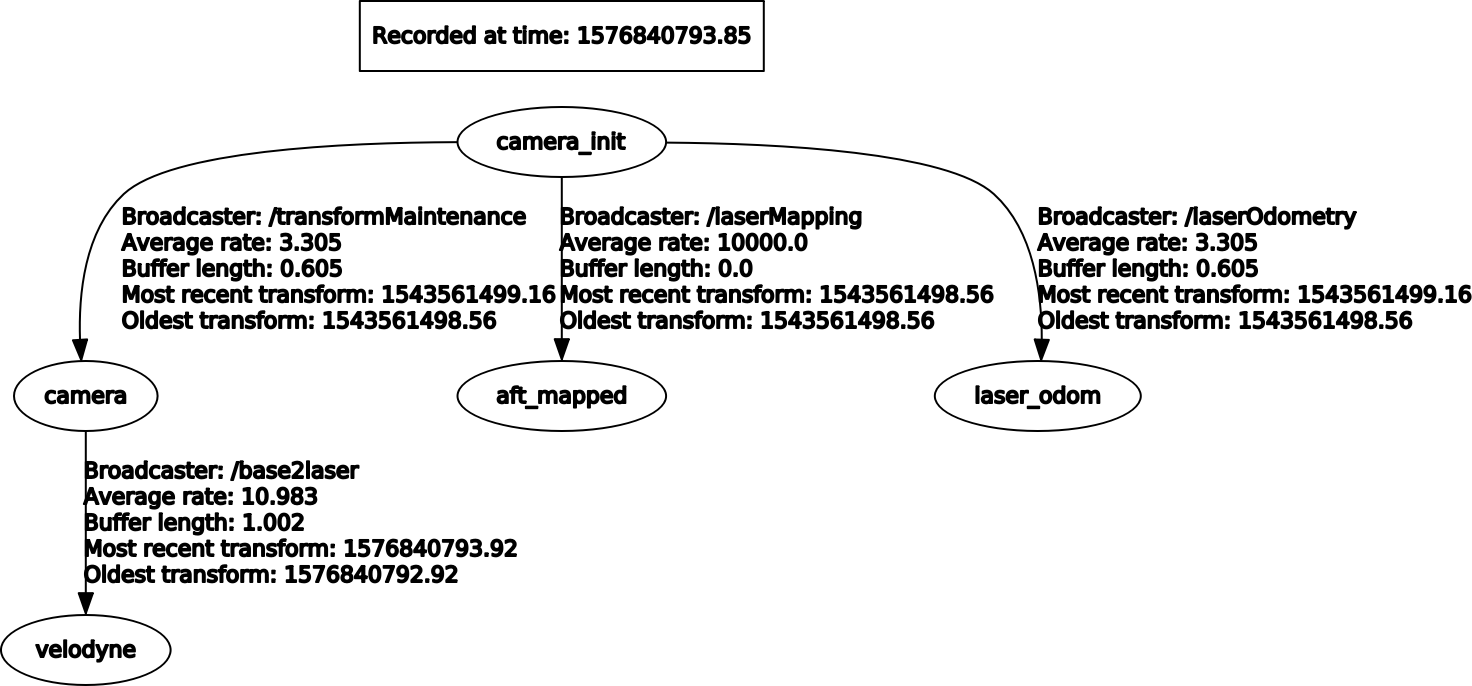 Recorded at time: 1576840793.85
camera_init
Broadcaster: /transformMaintenance
Average rate: 3.305
Buffer length: 0.605
Most recent transform: 1543561499.16
Oldest transform: 1543561498.56
Broadcaster: /laserMapping
Average rate: 10000.0
Buffer length: 0.0
Most recent transform: 1543561498.56
Oldest transform: 1543561498.56
Broadcaster: /laserOdometry
Average rate: 3.305
Buffer length: 0.605
Most recent transform: 1543561499.16
Oldest transform: 1543561498.56
camera
aft_mapped
laser_odom
Broadcaster: /base2laser
Average rate: 10.983
Buffer length: 1.002
Most recent transform: 1576840793.92
Oldest transform: 1576840792.92
velodyne